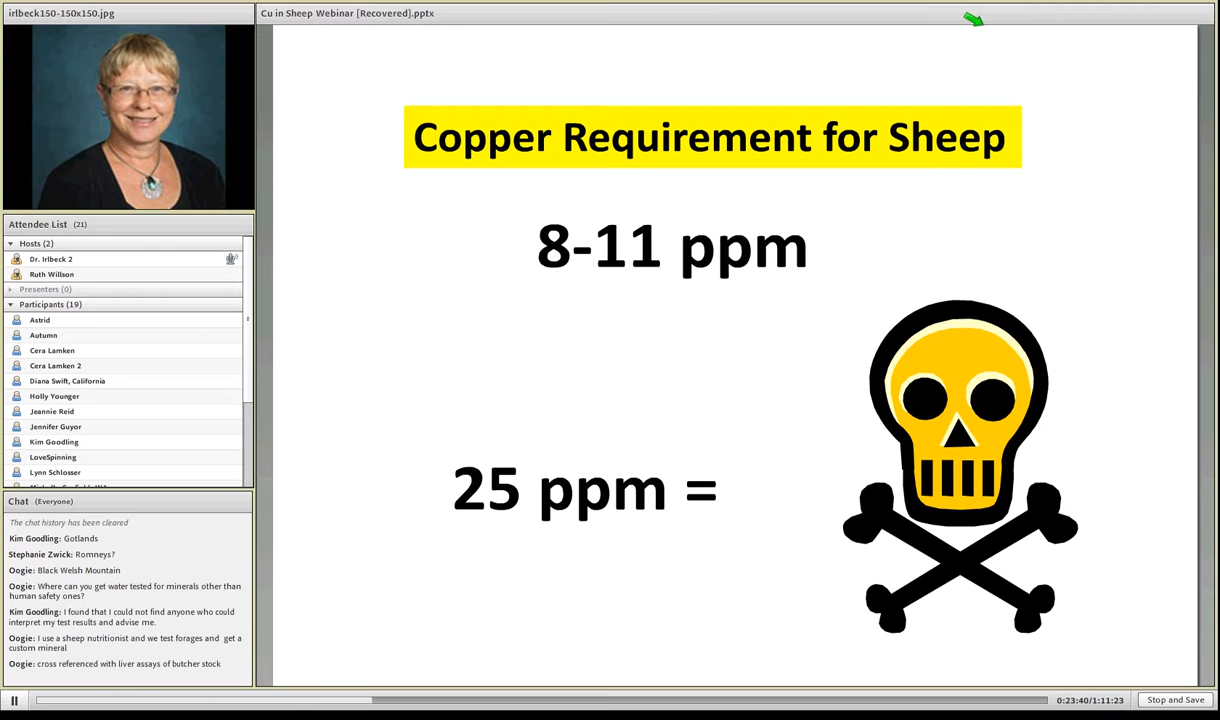 irlbeck150-150x150.jpg
Cu in Sheep Webinar [Recovered].pptx
Copper Requirement for Sheep
8-11 ppm
25 ppm =
Attendee List (21)
Hosts (2)
Dr. Irlbeck 2
Ruth Willson
Presenters (0)
Participants (19)
Astrid
Autumn
Cera Lamken
Cera Lamken 2
Diana Swift, California
Holly Younger
Jeannie Reid
Jennifer Guyor
Kim Goodling
LoveSpinning
Lynn Schlosser
Chat (Everyone)
The chat history has been cleared
Kim Goodling: Gotlands
Stephanie Zwick: Romneys?
Oogie: Black Welsh Mountain
Oogie: Where can you get water tested for minerals other than
human safety ones?
Kim Goodling: I found that I could not find anyone who could
interpret my test results and advise me.
Oogie: I use a sheep nutritionist and we test forages and get a
custom mineral
Oogie: cross referenced with liver assays of butcher stock
0:23:40/1:11:23
Stop and Save